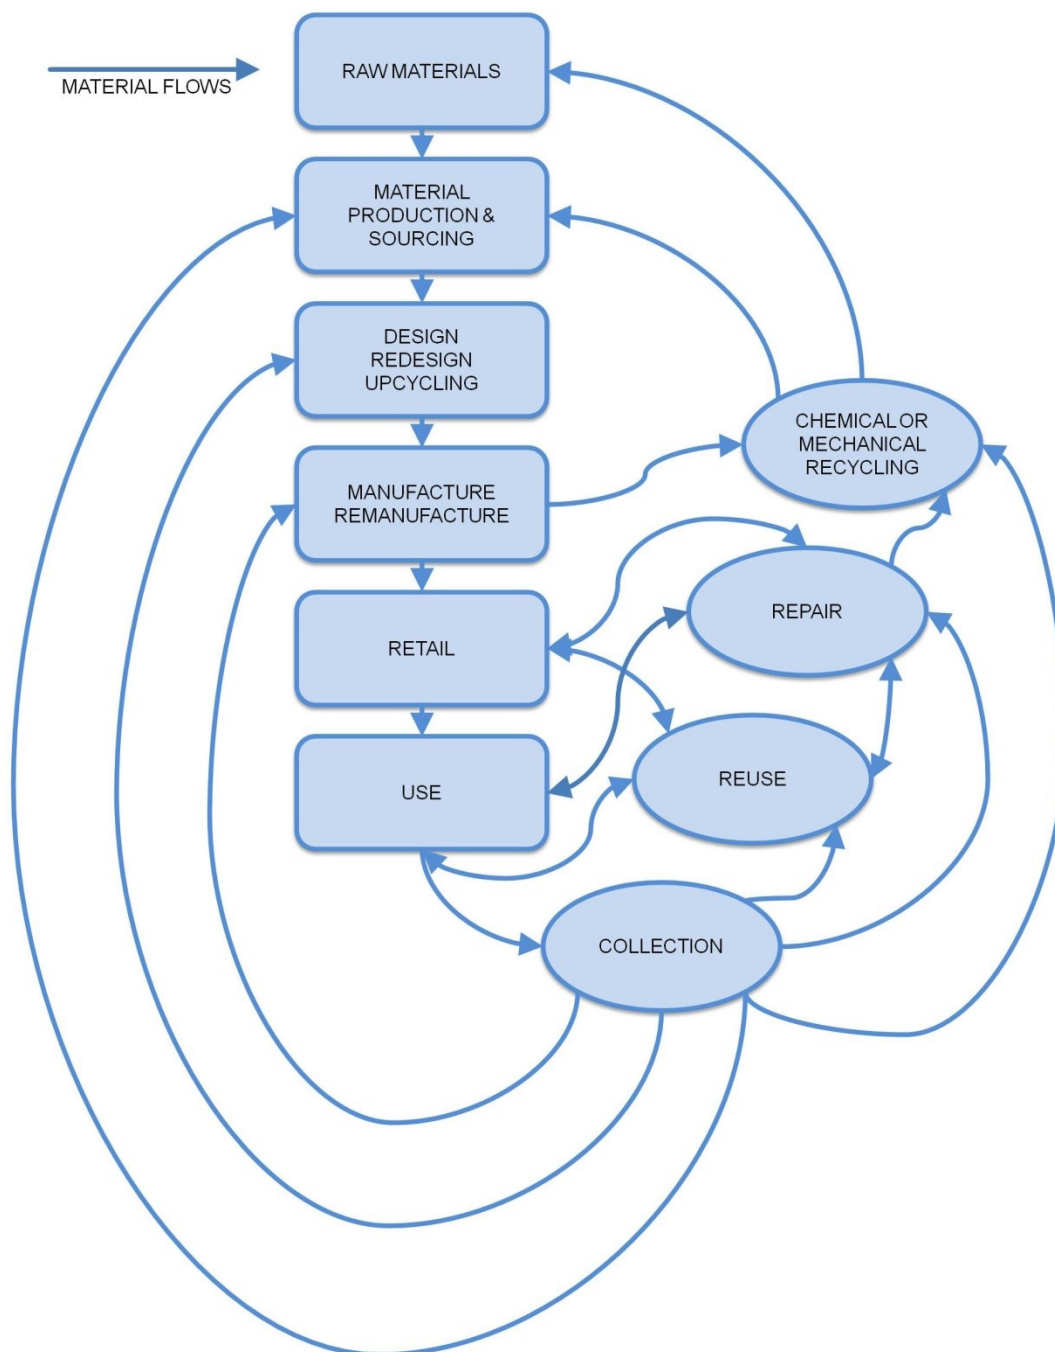 RAW MATERIALS
MATERIAL FLOWS
MATERIAL
PRODUCTION &
SOURCING
DESIGN
REDESIGN
UPCYCLING
CHEMICAL OR
MECHANICAL
RECYCLING
MANUFACTURE
REMANUFACTURE
REPAIR
RETAIL
REUSE
USE
COLLECTION